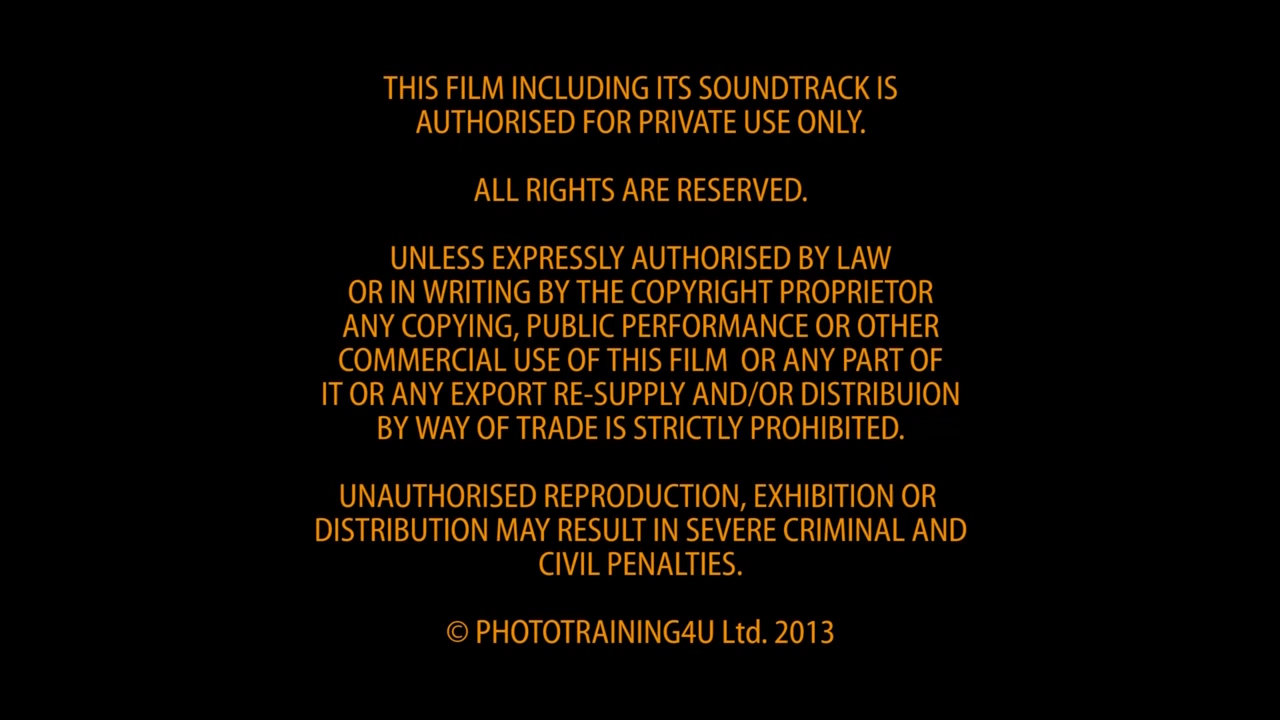 THIS FILM INCLUDING ITS SOUNDTRACK IS
AUTHORISED FOR PRIVATE USE ONLY.
ALL RIGHTS ARE RESERVED.
UNLESS EXPRESSLY AUTHORISED BY LAW
OR IN WRITING BY THE COPYRIGHT PROPRIETOR
ANY COPYING, PUBLIC PERFORMANCE OR OTHER
COMMERCIAL USE OF THIS FILM  OR ANY PART OF
IT OR ANY EXPORT RE-SUPPLY AND/OR DISTRIBUION
BY WAY OF TRADE IS STRICTLY PROHIBITED.
UNAUTHORISED REPRODUCTION, EXHIBITION OR
DISTRIBUTION MAY RESULT IN SEVERE CRIMINAL AND
CIVIL PENALTIES.
© PHOTOTRAINING4U Ltd. 2013